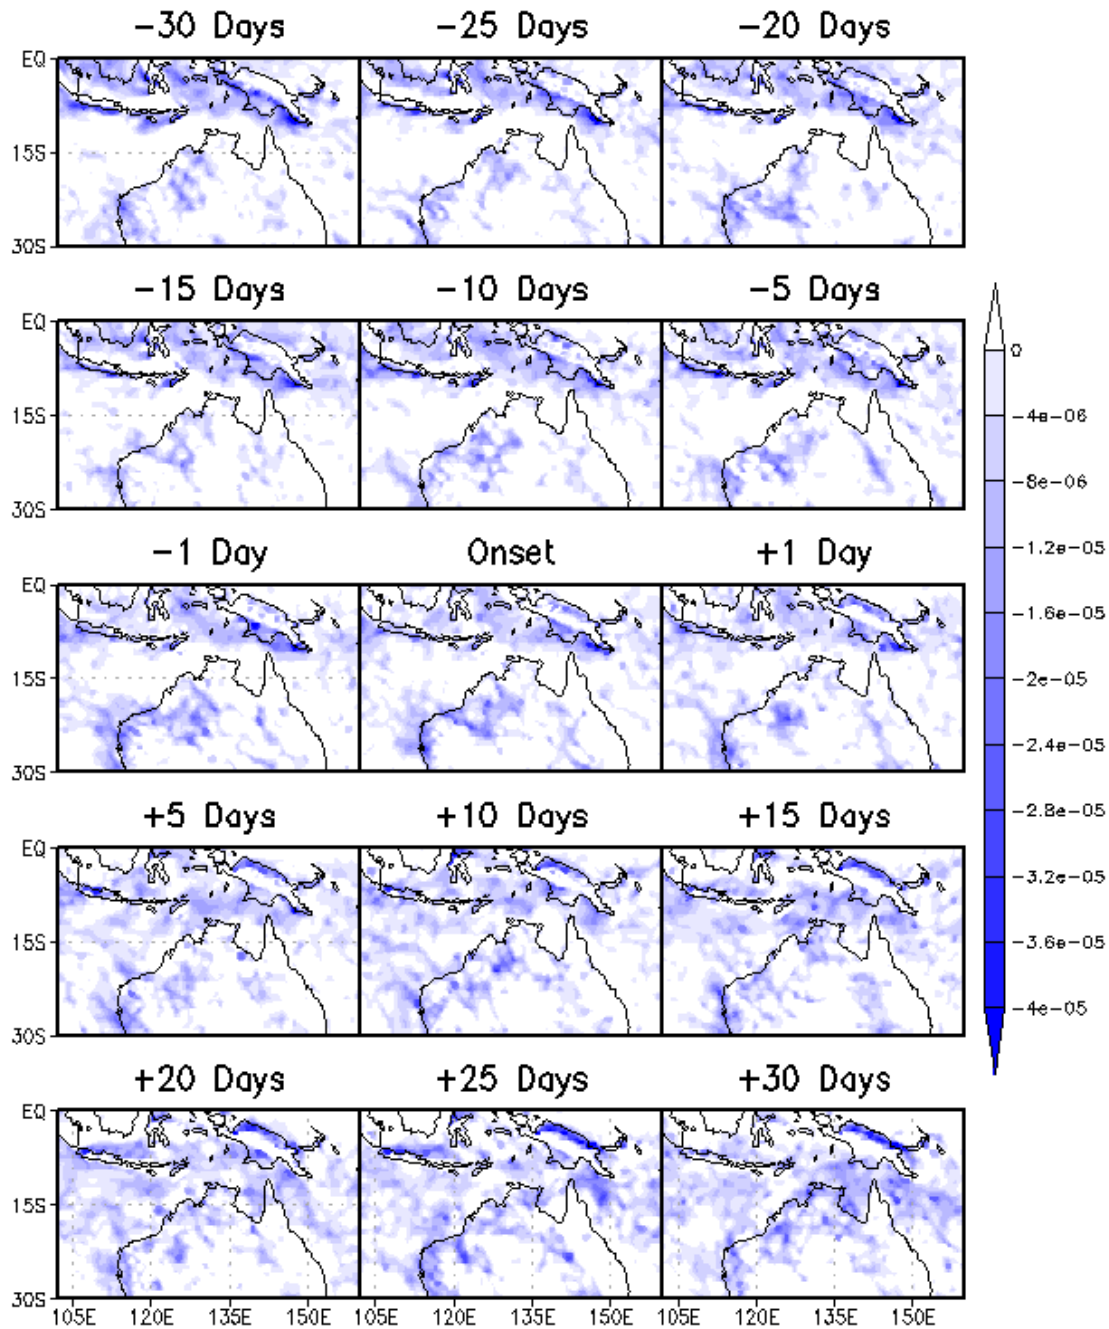 -30 Days -25 Days -20 Days
EQ
15S
30S
-15 Days -10 Days -5 Days
EQ
15S
30S
0
-4e-06
-8e-06
-1.2e-05
-1.6e-05
-2e-05
-2.4e-05
-2.8e-05
-3.2e-05
-3.6e-05
-4e-05
-1 Day Onset +1 Day
EQ
15S
30S
+5 Days +10 Days +15 Days
EQ
15S
30S
+20 Days +25 Days +30 Days
EQ
15S
30S
105E 120E 135E 150E 105E 120E 135E 150E 105E 120E 135E 150E